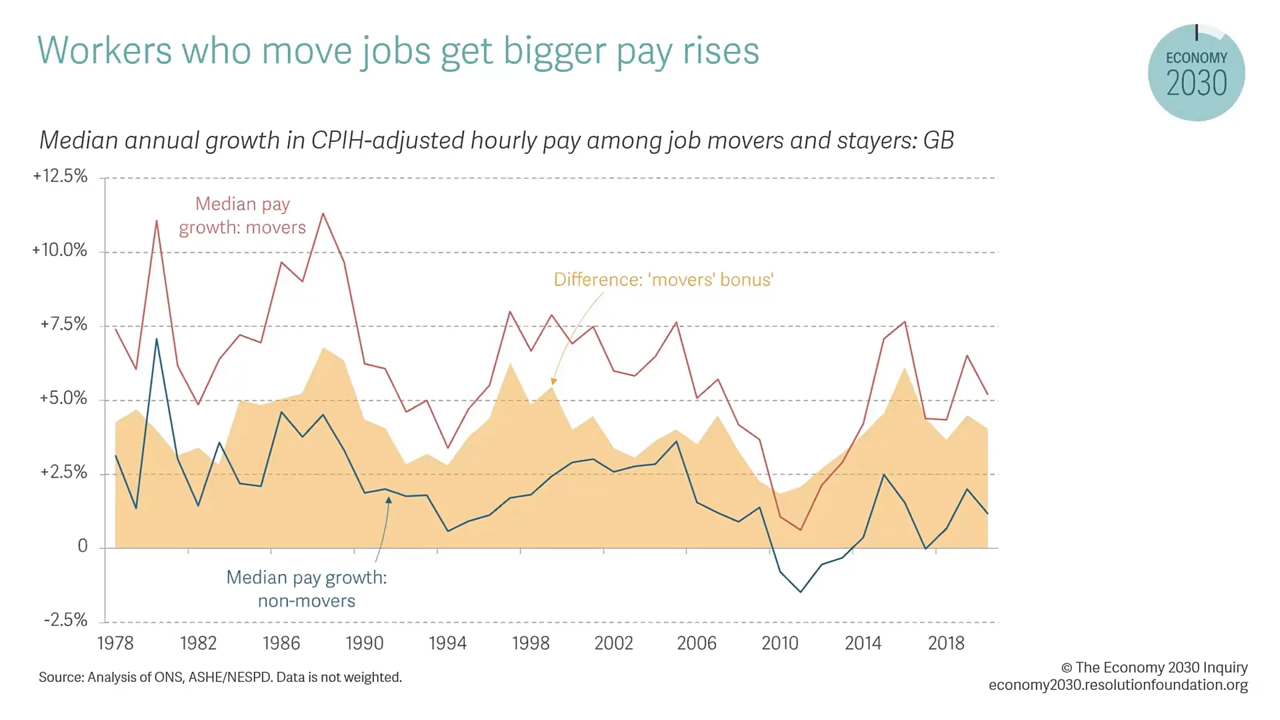 Workers who move jobs get bigger pay rises
ECONOMY
2030
Median annual growth in CPIH-adjusted hourly pay among job movers and stayers: GB
+12.5%
+10.0%
+7.5%
+5.0%
+2.5%
0
-2.5%
Median pay
growth: movers
Difference: 'movers' bonus'
Median pay growth:
non-movers
1978 1982 1986 1990 1994 1998 2002 2006 2010 2014 2018
Source: Analysis of ONS, ASHE/NESPD. Data is not weighted.
© The Economy 2030 Inquiry
economy2030.resolutionfoundation.org